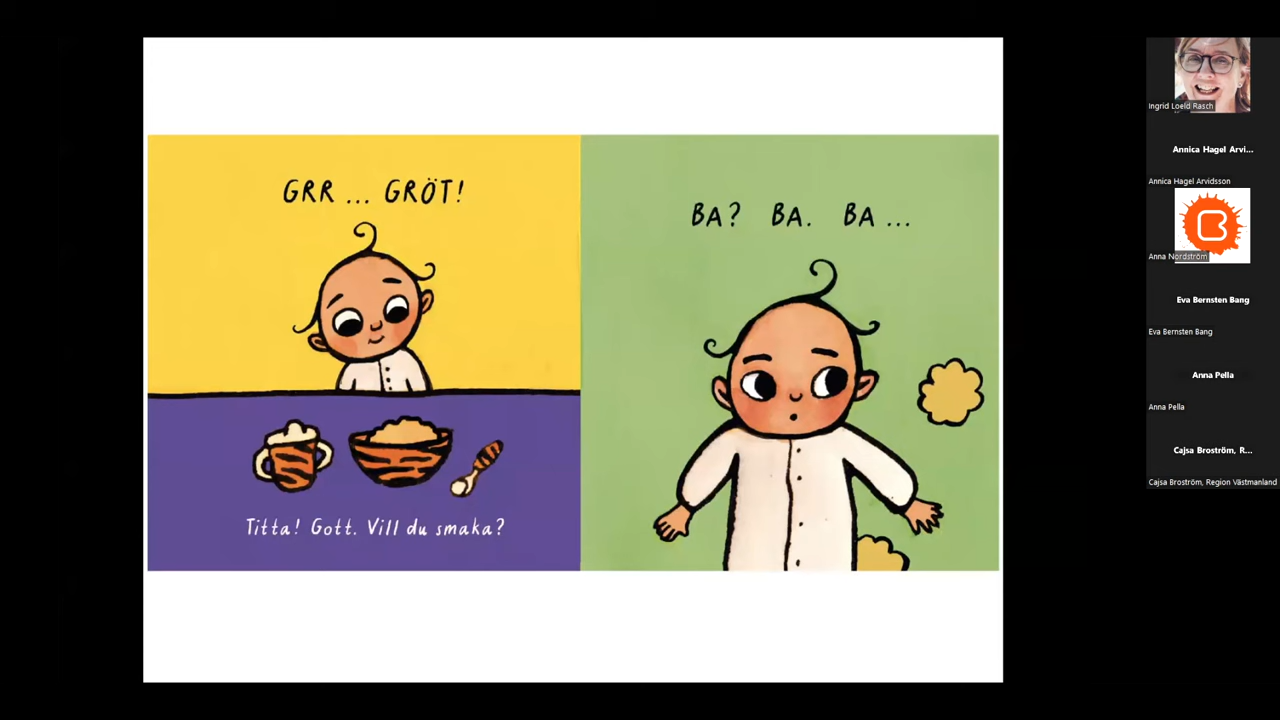 GRR ... GRÖT!
Titta! Gott. Vill du smaka?
BA? BA. BA ...
Ingrid Loeld Rasch
Annica Hagel Arvi...
Annica Hagel Arvidsson
Anna Nordström
Eva Bernsten Bang
Eva Bernsten Bang
Anna Pella
Anna Pella
Cajsa Broström, R...
Cajsa Broström, Region Västmanland